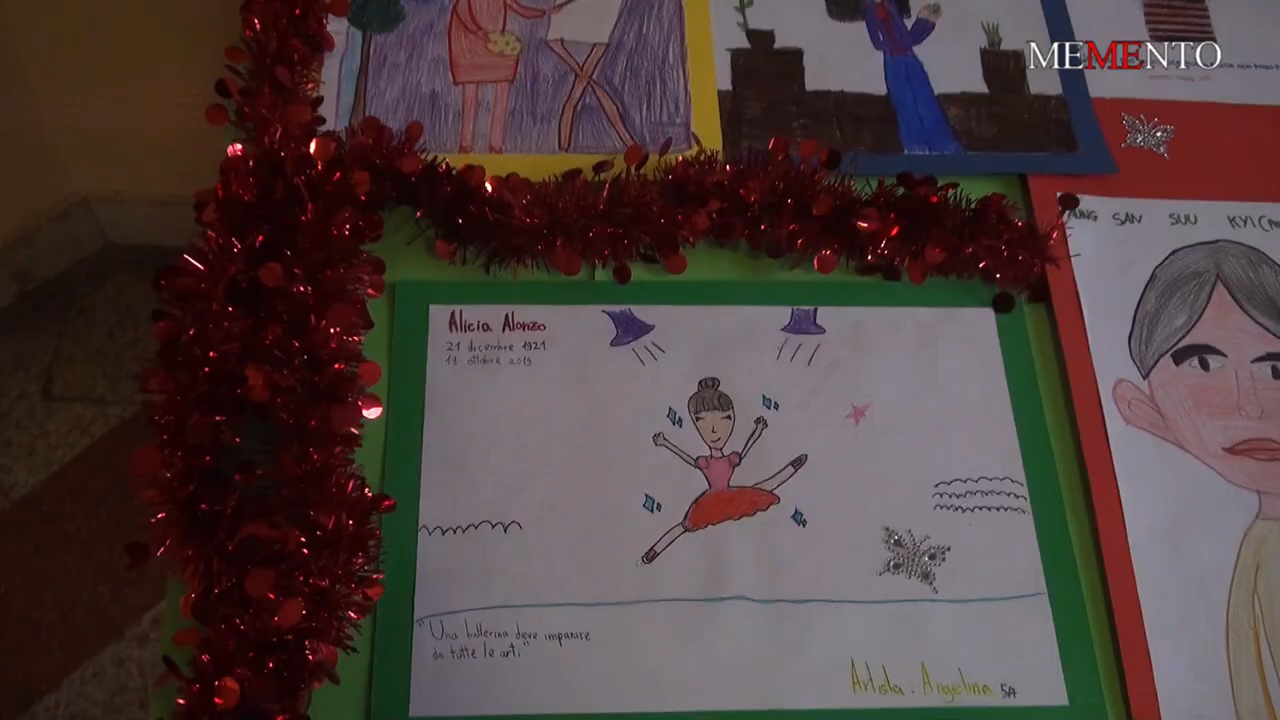 MEMENTO
SAN SUU KYI
Alicia Alonzo
21 dicembre 1921
19 ottobre 2019
"Una ballerina deve imparare
da tutte le arti."
Artista : Angelina 5A